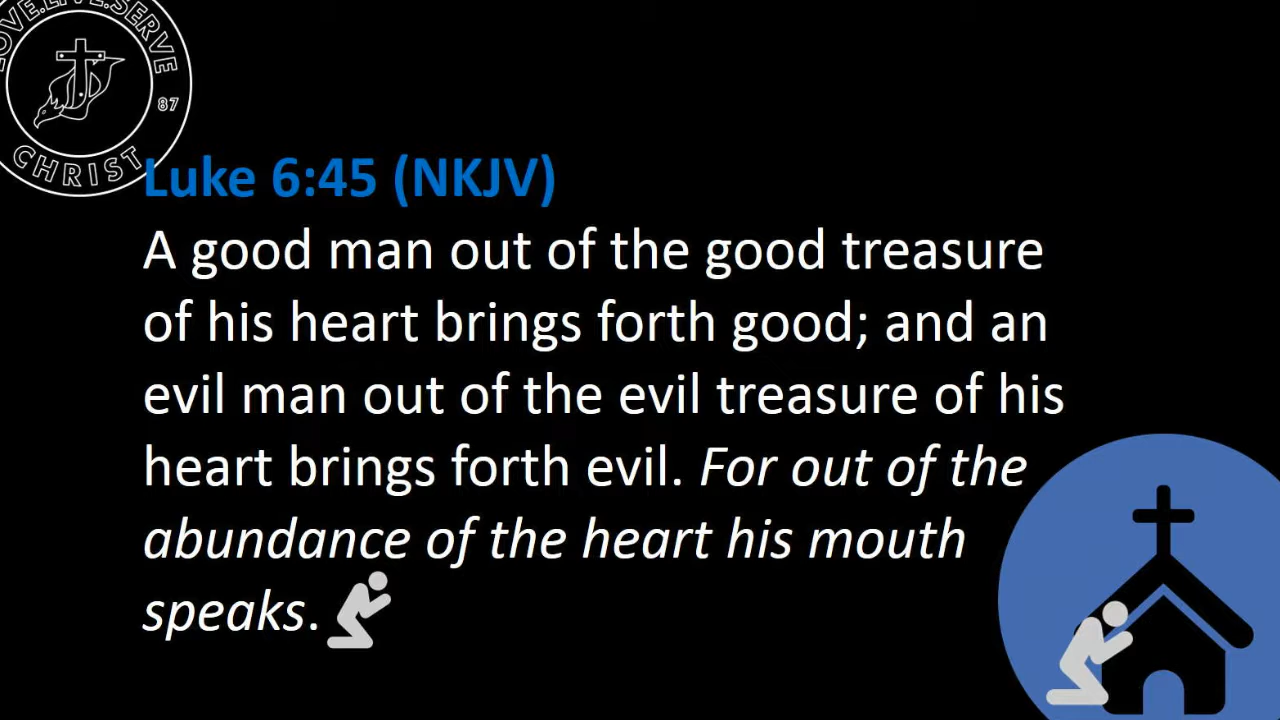 LOVE.LIVE.SERVE
87
CHRIST
Luke 6:45 (NKJV)
A good man out of the good treasure
of his heart brings forth good; and an
evil man out of the evil treasure of his
heart brings forth evil. For out of the
abundance of the heart his mouth
speaks.